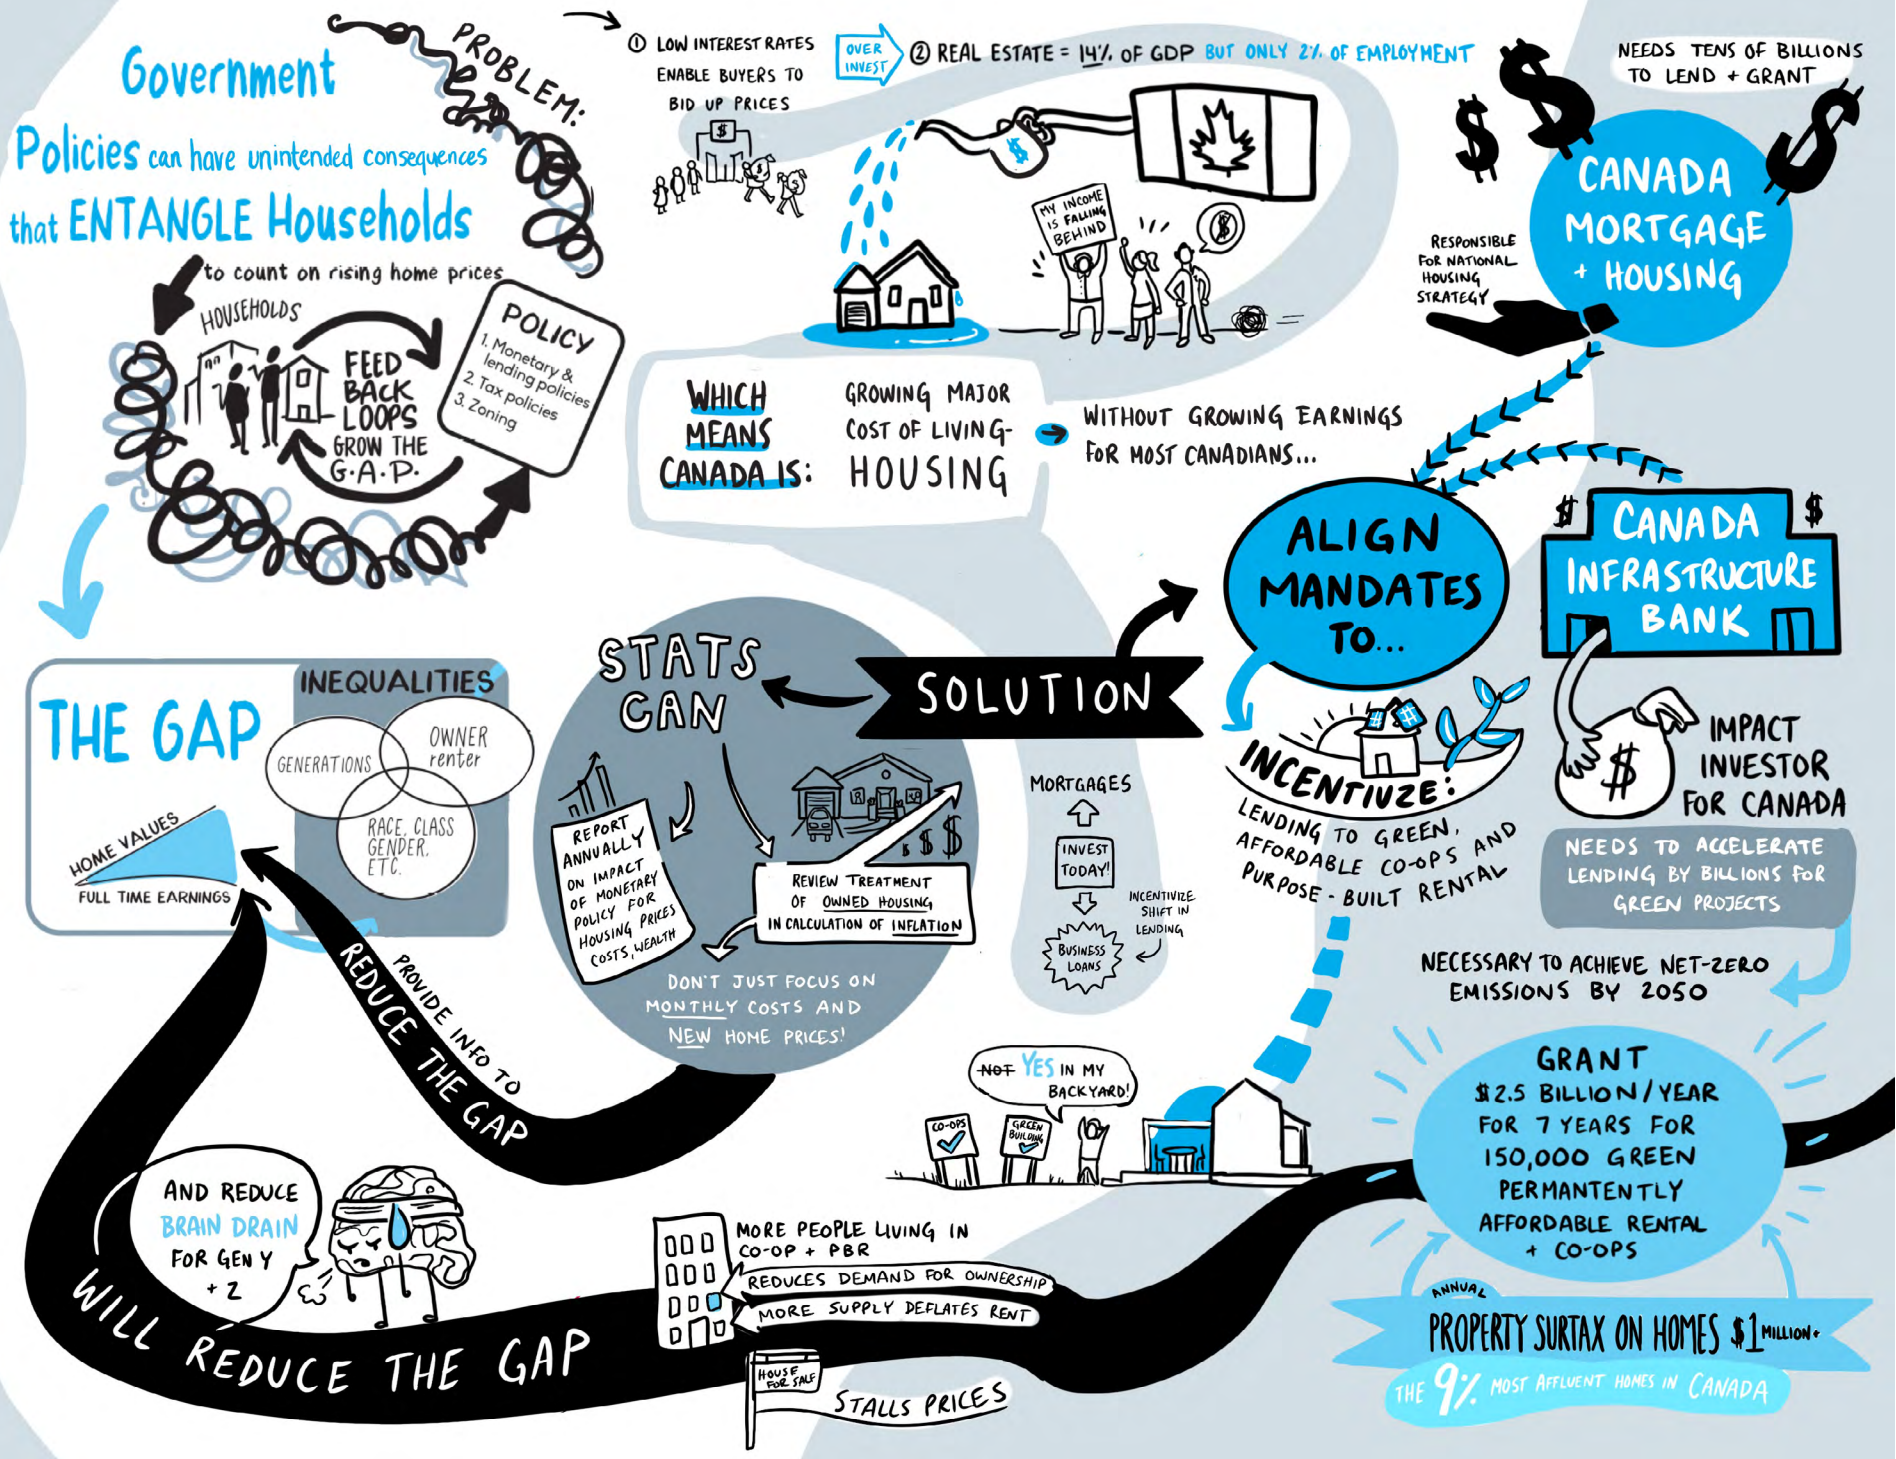 Government
Policies can have unintended consequences
that ENTANGLE Households
to count on rising home prices
HOUSEHOLDS
FEED
BACK
LOOPS
GROW THE
G.A.P.
POLICY
1. Monetary &
lending policies
2. Tax policies
3. Zoning
PROBLEM:
① LOW INTEREST RATES
ENABLE BUYERS TO
BID UP PRICES
$
OVER
INVEST
② REAL ESTATE = 14% OF GDP BUT ONLY 2% OF EMPLOYMENT
$
MY INCOME
IS FALLING
BEHIND
$
WHICH
MEANS
CANADA IS:
GROWING MAJOR
COST OF LIVING-
HOUSING
WITHOUT GROWING EARNINGS
FOR MOST CANADIANS...
NEEDS TENS OF BILLIONS
TO LEND + GRANT
$ $ $
CANADA
MORTGAGE
+ HOUSING
RESPONSIBLE
FOR NATIONAL
HOUSING
STRATEGY
ALIGN
MANDATES
TO...
$ $
CANADA
INFRASTRUCTURE
BANK
$
IMPACT
INVESTOR
FOR CANADA
NEEDS TO ACCELERATE
LENDING BY BILLIONS FOR
GREEN PROJECTS
NECESSARY TO ACHIEVE NET-ZERO
EMISSIONS BY 2050
INCENTIVZE:
LENDING TO GREEN,
AFFORDABLE CO-OPS AND
PURPOSE-BUILT RENTAL
SOLUTION
MORTGAGES
INVEST
TODAY!
BUSINESS
LOANS
INCENTIVIZE
SHIFT IN
LENDING
STATS
CAN
REPORT
ANNUALLY
ON IMPACT
OF MONETARY
POLICY FOR
HOUSING PRICES
COSTS, WEALTH
$ $ $
REVIEW TREATMENT
OF OWNED HOUSING
IN CALCULATION OF INFLATION
DON'T JUST FOCUS ON
MONTHLY COSTS AND
NEW HOME PRICES!
THE GAP
HOME VALUES
FULL TIME EARNINGS
INEQUALITIES
GENERATIONS
OWNER
renter
RACE, CLASS
GENDER,
ETC.
PROVIDE INFO TO
REDUCE THE GAP
AND REDUCE
BRAIN DRAIN
FOR GEN Y
+ Z
WILL REDUCE THE GAP
MORE PEOPLE LIVING IN
CO-OP + PBR
REDUCES DEMAND FOR OWNERSHIP
MORE SUPPLY DEFLATES RENT
HOUSE
FOR SALE
STALLS PRICES
NOT YES IN MY
BACKYARD!
CO-OPS
GREEN
BUILDING
GRANT
$2.5 BILLION/YEAR
FOR 7 YEARS FOR
150,000 GREEN
PERMANTENTLY
AFFORDABLE RENTAL
+ CO-OPS
ANNUAL
PROPERTY SURTAX ON HOMES $1 MILLION+
THE 9% MOST AFFLUENT HOMES IN CANADA